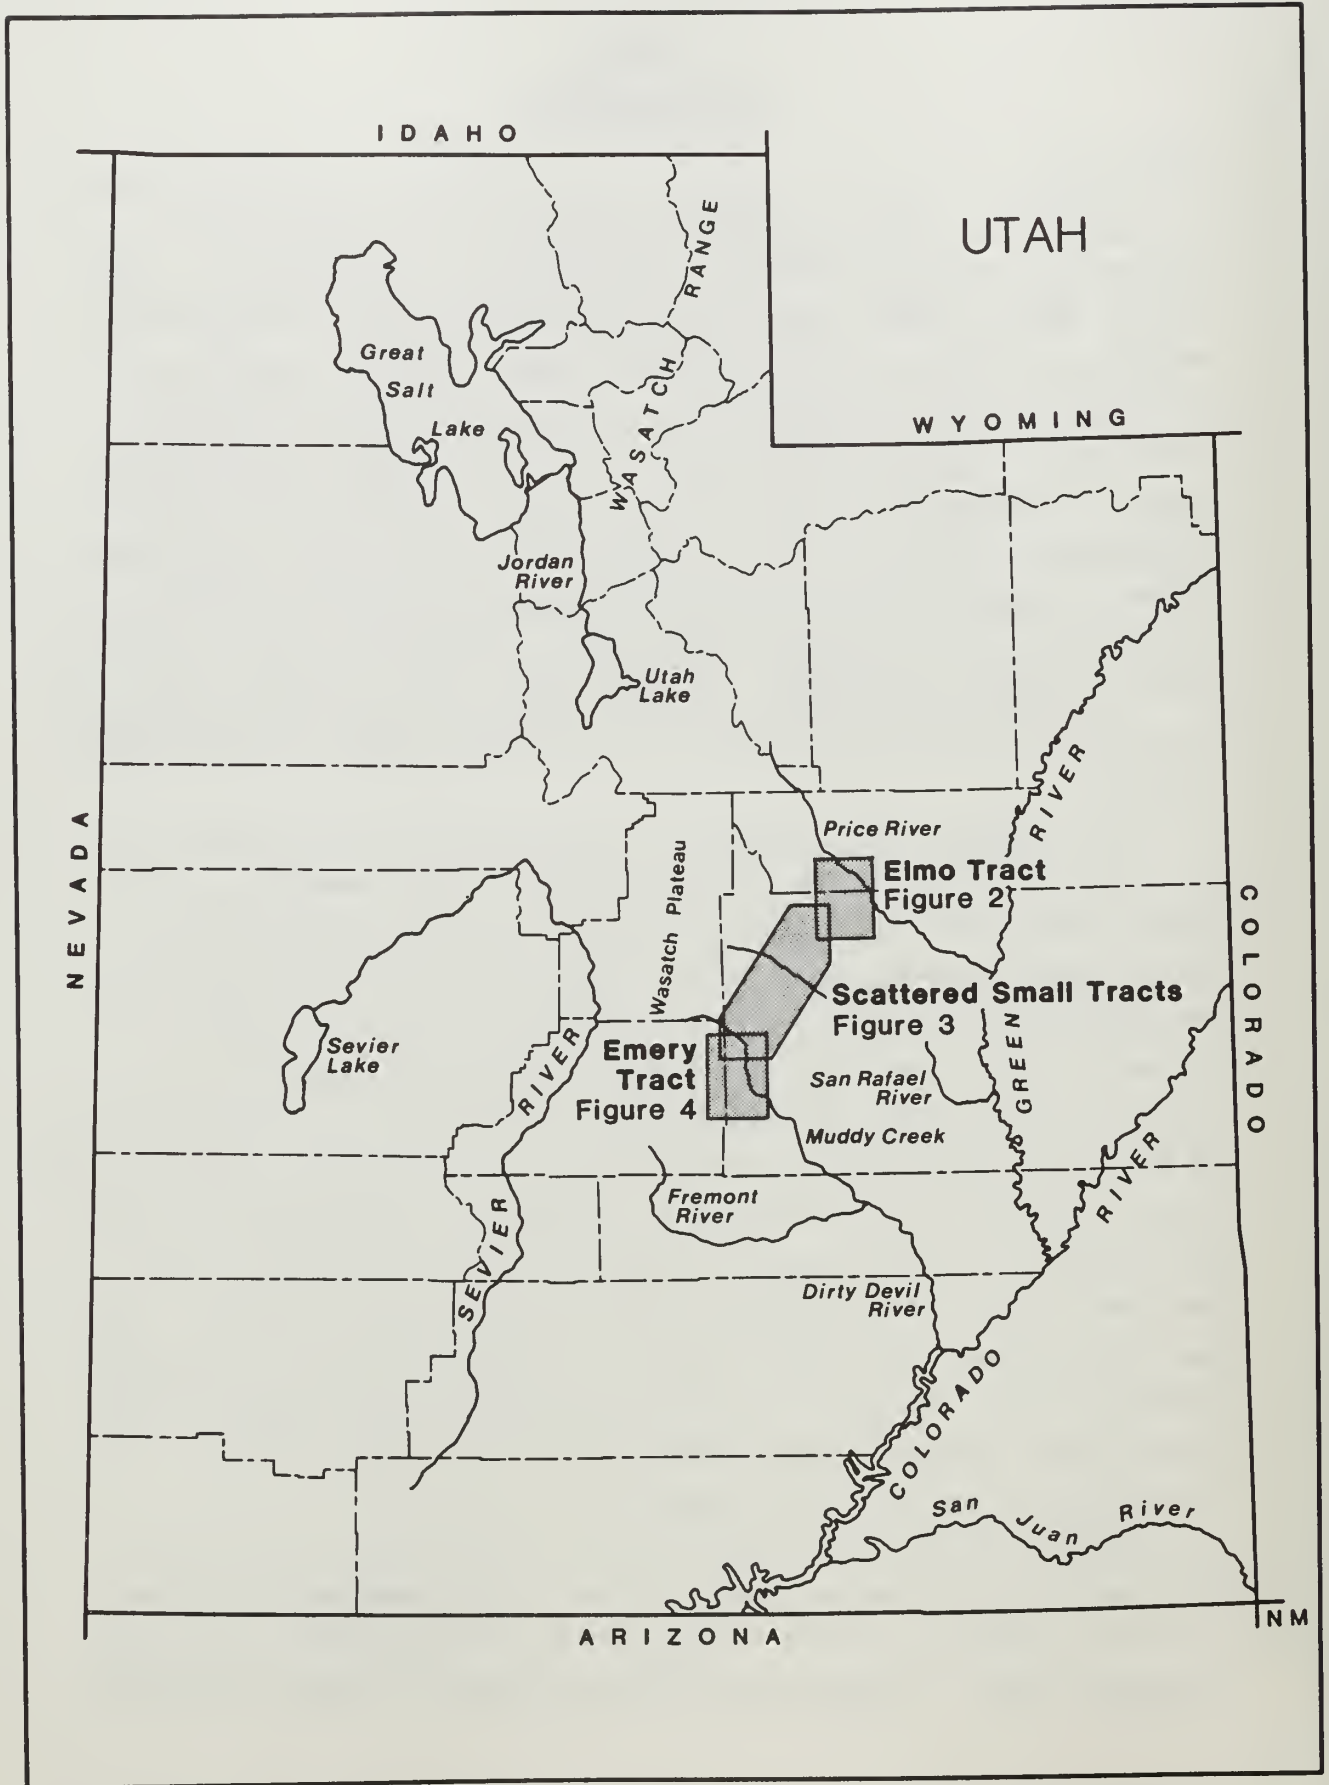 IDAHO
UTAH
WASATCH RANGE
Great
Salt
Lake
WYOMING
Jordan
River
Utah
Lake
RIVER
NEVADA
Price River
Wasatch Plateau
Elmo Tract
Figure 2
COLORADO
Scattered Small Tracts
Figure 3
GREEN
Sevier
Lake
RIVER
Emery
Tract
Figure 4
San Rafael
River
Muddy Creek
RIVER
Fremont
River
SEVIER
Dirty Devil
River
COLORADO
San Juan River
ARIZONA
NM